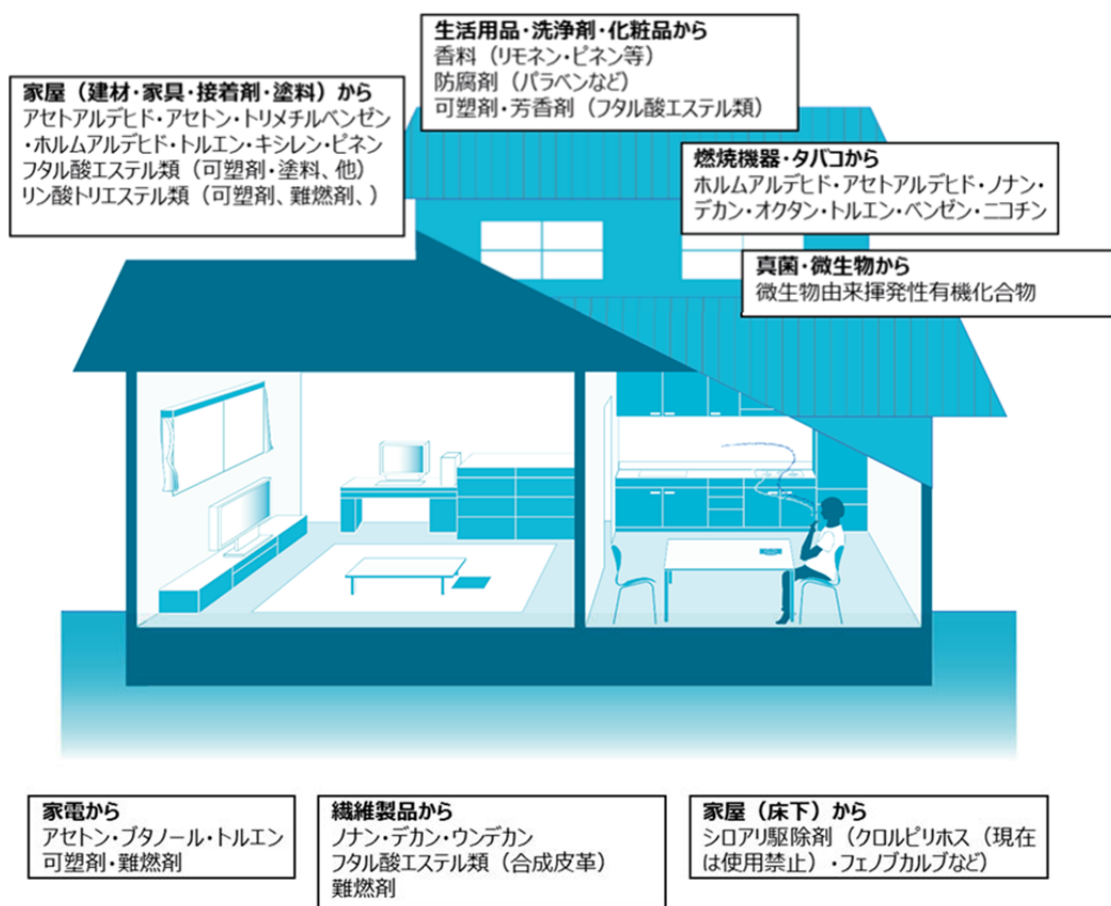 生活用品・洗浄剤・化粧品から
香料（リモネン・ピネン等）
防腐剤（パラベンなど）
可塑剤・芳香剤（フタル酸エステル類）
家屋（建材・家具・接着剤・塗料）から
アセトアルデヒド・アセトン・トリメチルベンゼン
・ホルムアルデヒド・トルエン・キシレン・ピネン
フタル酸エステル類（可塑剤・塗料、他）
リン酸トリエステル類（可塑剤、難燃剤、）
燃焼機器・タバコから
ホルムアルデヒド・アセトアルデヒド・ノナン・
デカン・オクタン・トルエン・ベンゼン・ニコチン
真菌・微生物から
微生物由来揮発性有機化合物
家電から
アセトン・ブタノール・トルエン
可塑剤・難燃剤
繊維製品から
ノナン・デカン・ウンデカン
フタル酸エステル類（合成皮革）
難燃剤
家屋（床下）から
シロアリ駆除剤（クロルピリホス（現在
は使用禁止）・フェノブカルブなど）